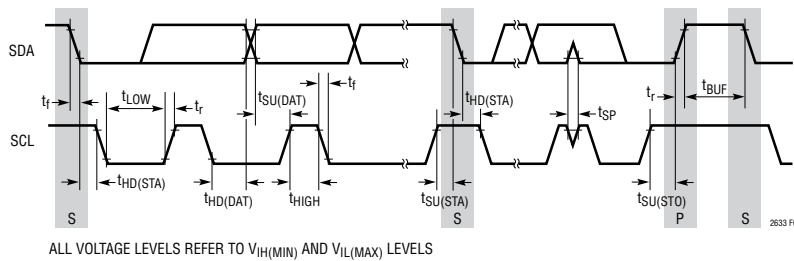 SDA
tf
tLOW
tr
tSU(DAT)
tf
tHD(STA)
tSP
tr
tBUF
SCL
tHD(STA)
tHD(DAT)
tHIGH
tSU(STA)
tSU(STO)
S
S
P
S
2633
ALL VOLTAGE LEVELS REFER TO VIH(MIN) AND VIL(MAX) LEVELS